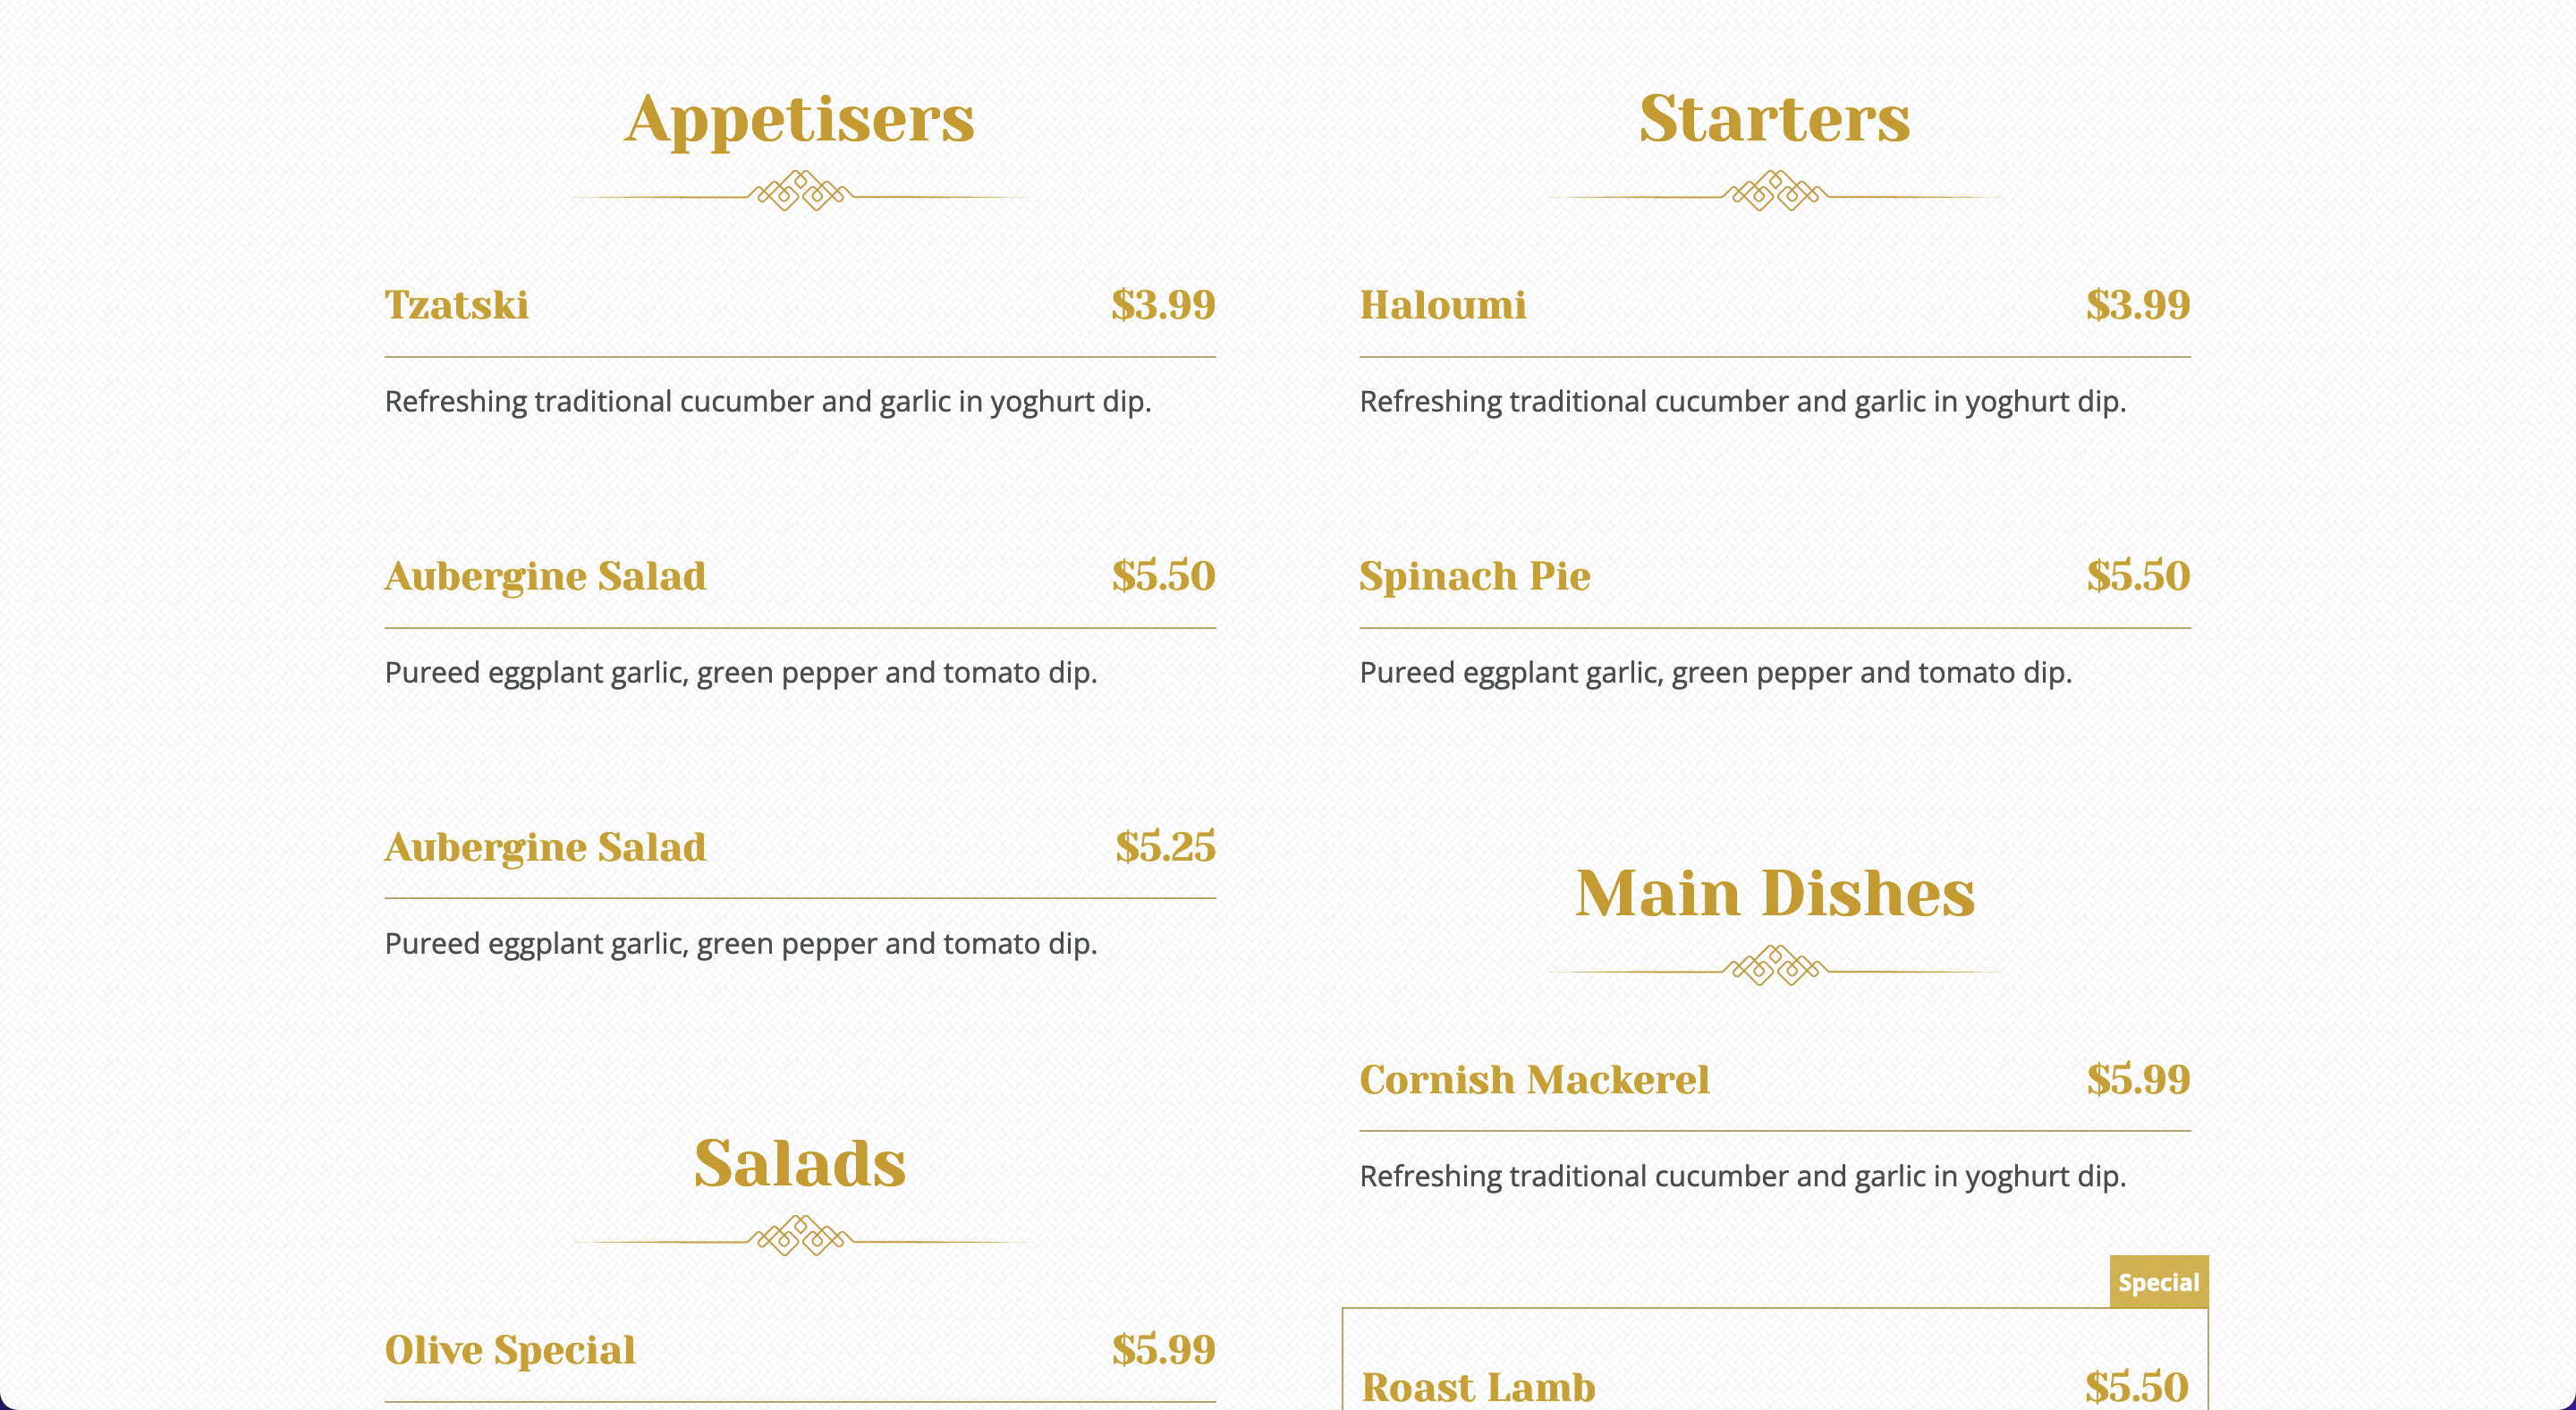 Appetisers
Tzatski $3.99
Refreshing traditional cucumber and garlic in yoghurt dip.
Aubergine Salad $5.50
Pureed eggplant garlic, green pepper and tomato dip.
Aubergine Salad $5.25
Pureed eggplant garlic, green pepper and tomato dip.
Salads
Olive Special $5.99
Starters
Haloumi $3.99
Refreshing traditional cucumber and garlic in yoghurt dip.
Spinach Pie $5.50
Pureed eggplant garlic, green pepper and tomato dip.
Main Dishes
Cornish Mackerel $5.99
Refreshing traditional cucumber and garlic in yoghurt dip.
Special
Roast Lamb $5.50